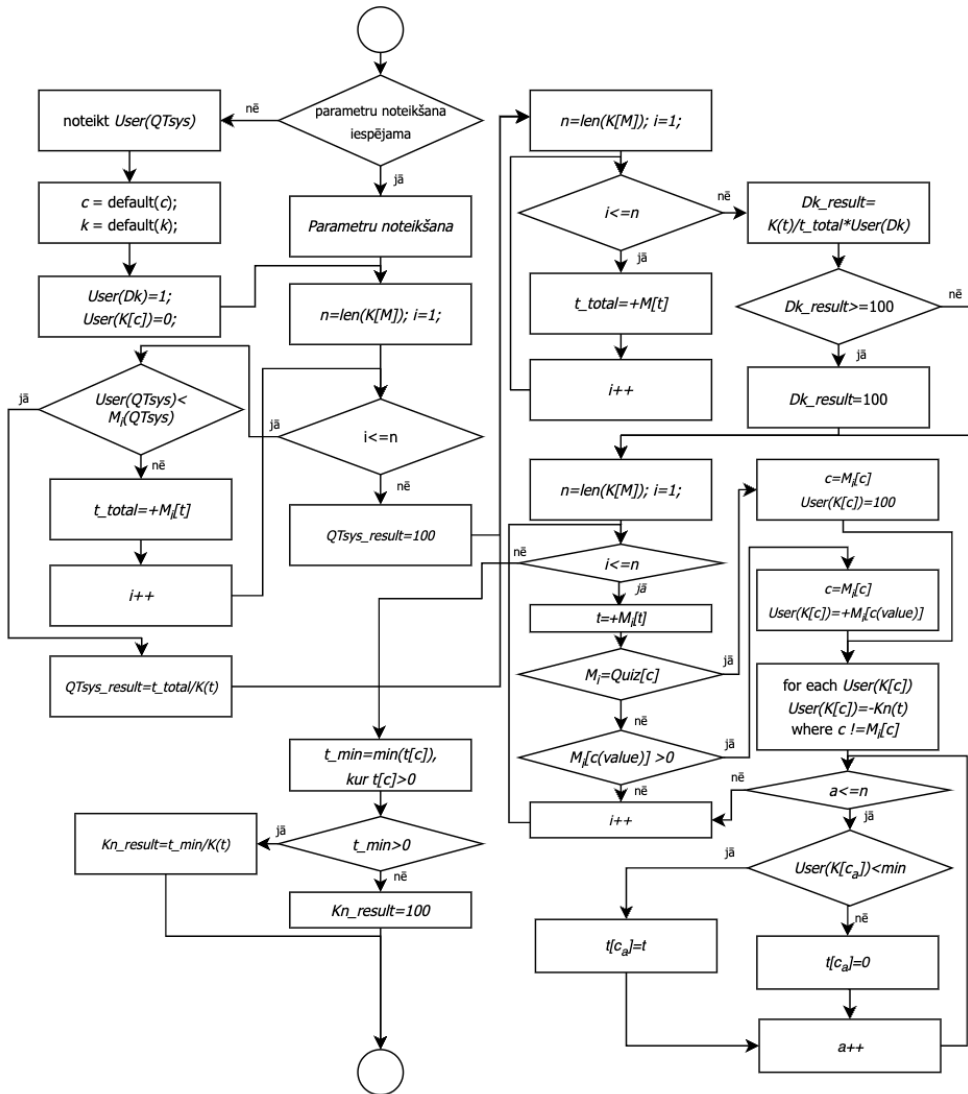 parametru noteikšana
iespējama
nē
jā
noteikt User(QTsys)
c = default(c);
k = default(k);
User(Dk)=1;
User(K[c])=0;
Parametru noteikšana
n=len(K[M]); i=1;
i<=n
jā
nē
User(QTsys)<
Mi(QTsys)
jā
nē
t_total=+Mi[t]
i++
QTsys_result=100
QTsys_result=t_total/K(t)
n=len(K[M]); i=1;
i<=n
nē
jā
t_total=+M[t]
i++
Dk_result=
K(t)/t_total*User(Dk)
Dk_result>=100
nē
jā
Dk_result=100
n=len(K[M]); i=1;
i<=n
nē
jā
t=+Mi[t]
Mi=Quiz[c]
jā
nē
Mi[c(value)] >0
jā
nē
i++
c=Mi[c]
User(K[c])=100
c=Mi[c]
User(K[c])=+Mi[c(value)]
for each User(K[c])
User(K[c])=-Kn(t)
where c !=Mi[c]
a<=n
nē
jā
User(K[ca])<min
jā
nē
t[ca]=t
t[ca]=0
a++
t_min=min(t[c]),
kur t[c]>0
t_min>0
jā
nē
Kn_result=t_min/K(t)
Kn_result=100